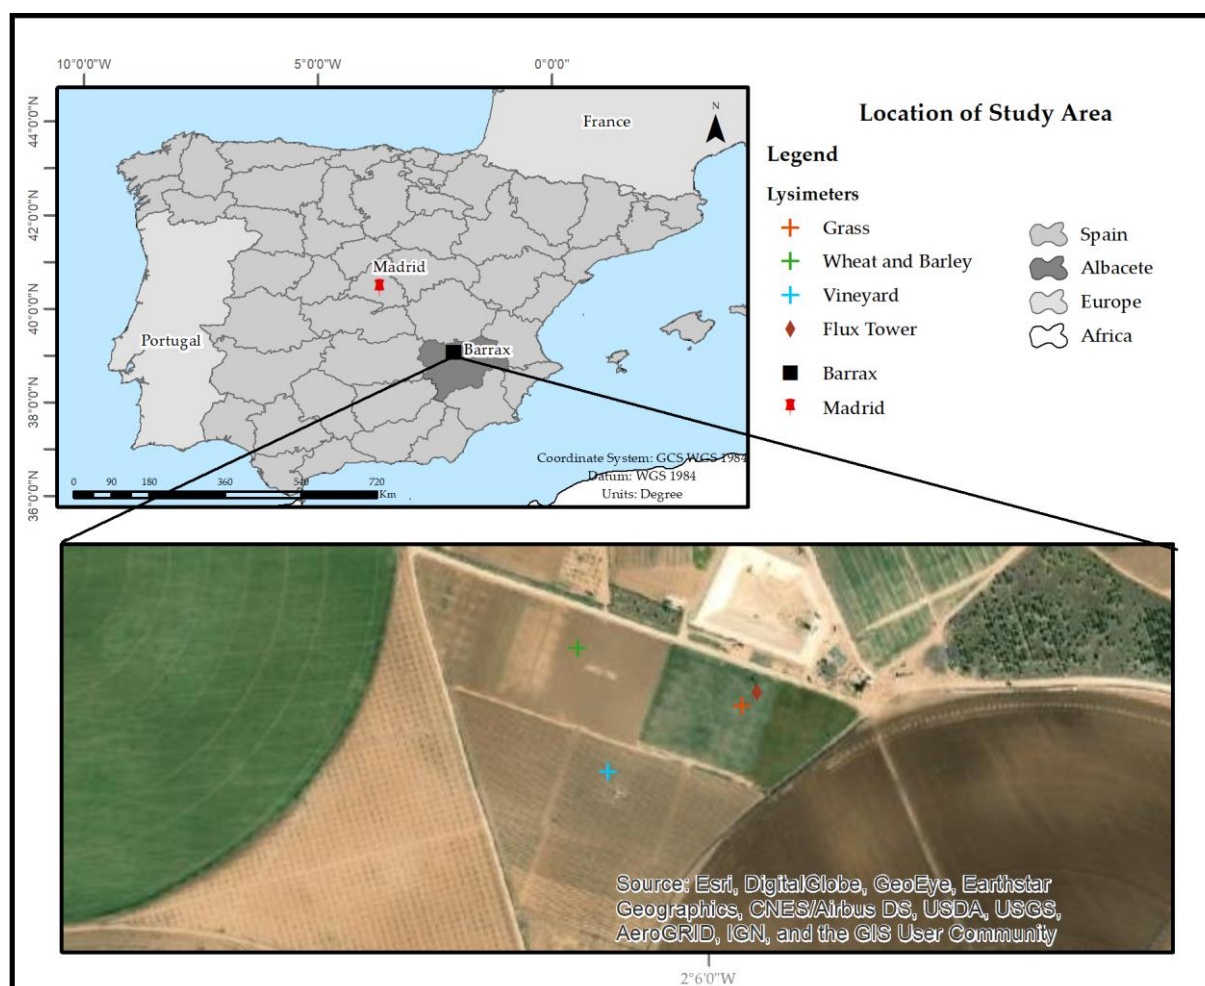 10°0'0"W
5°0'0"W
0°0'0"
44°0'0"N
42°0'0"N
40°0'0"N
38°0'0"N
36°0'0"N
France
N
Madrid
Portugal
Barrax
Coordinate System: GCS WGS 1984
Datum: WGS 1984
Units: Degree
0 90 180 360 540 720
Km
Location of Study Area
Legend
Lysimeters
Grass
Wheat and Barley
Vineyard
Flux Tower
Barrax
Madrid
Spain
Albacete
Europe
Africa
Source: Esri, DigitalGlobe, GeoEye, Earthstar
Geographics, CNES/Airbus DS, USDA, USGS,
AeroGRID, IGN, and the GIS User Community
2°6'0"W